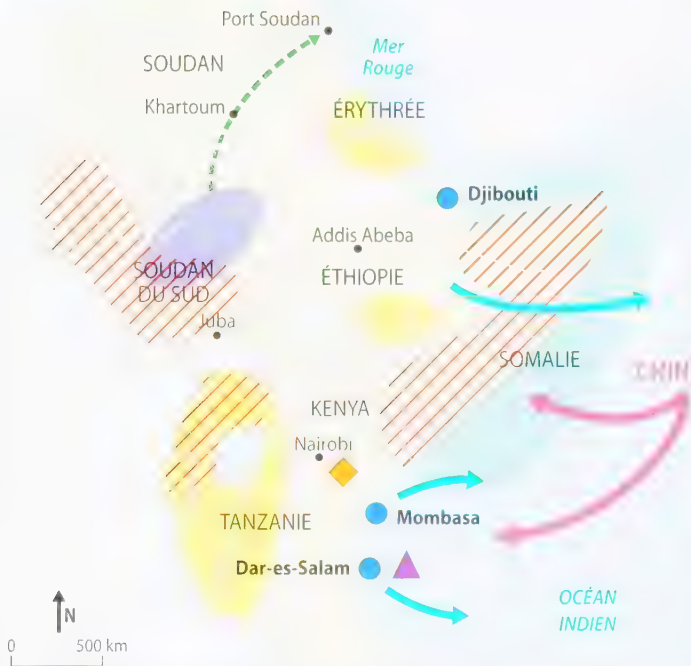 Port Soudan
SOUDAN
Mer
Rouge
Khartoum
ÉRYTHRÉE
Djibouti
Addis Abeba
SOUDAN
DU SUD
ÉTHIOPIE
Juba
SOMALIE
CHIN
KENYA
Nairobi
TANZANIE
Mombasa
Dar-es-Salam
N
OCÉAN
INDIEN
0 500 km